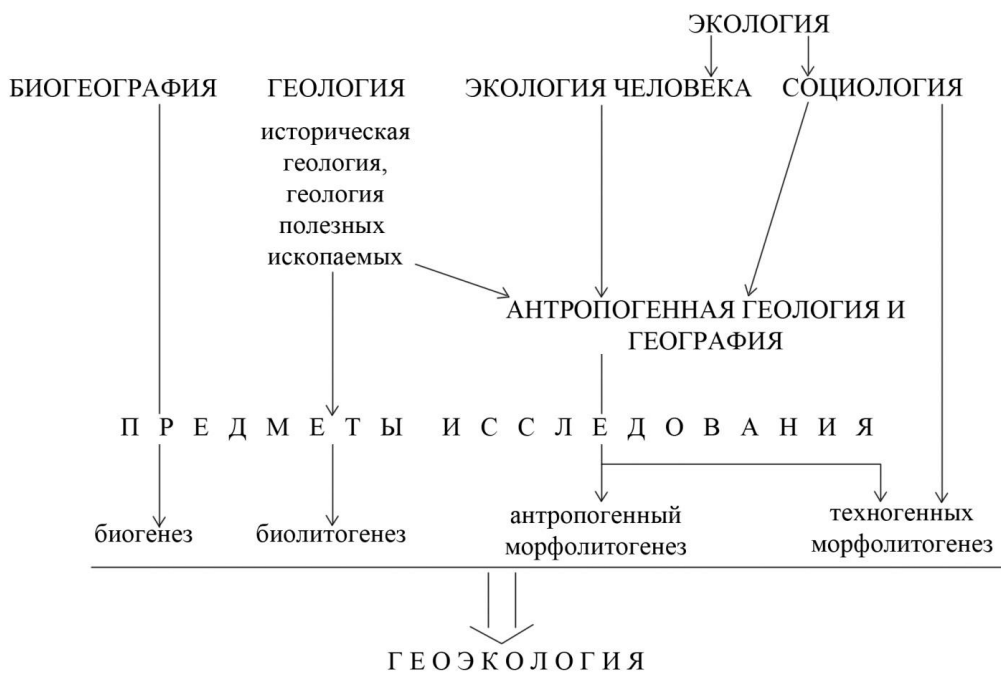 ЭКОЛОГИЯ
БИОГЕОГРАФИЯ ГЕОЛОГИЯ ЭКОЛОГИЯ ЧЕЛОВЕКА СОЦИОЛОГИЯ
историческая
геология,
геология
полезных
ископаемых
АНТРОПОГЕННАЯ ГЕОЛОГИЯ И
ГЕОГРАФИЯ
П Р Е Д М Е Т Ы И С С Л Е Д О В А Н И Я
биогенез
биолитогенез
антропогенный
морфолитогенез
техногенных
морфолитогенез
Г Е О Э К О Л О Г И Я